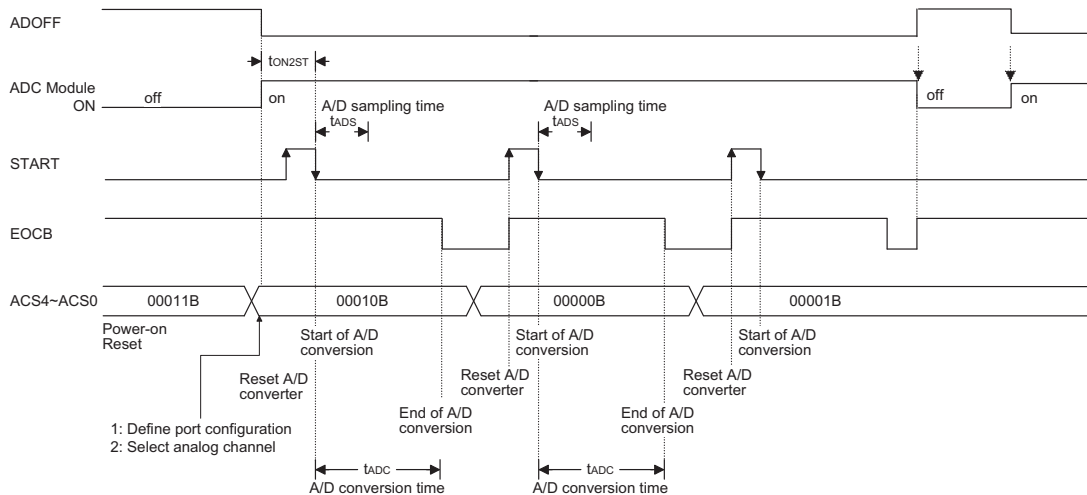 ADOFF
tON2ST
ADC Module
ON
off
on
off
on
A/D sampling time
tADS
A/D sampling time
tADS
START
EOCB
ACS4~ACS0
00011B
00010B
00000B
00001B
Power-on
Reset
Start of A/D
conversion
Start of A/D
conversion
Start of A/D
conversion
Reset A/D
converter
Reset A/D
converter
Reset A/D
converter
End of A/D
conversion
End of A/D
conversion
1: Define port configuration
2: Select analog channel
tADC
A/D conversion time
tADC
A/D conversion time